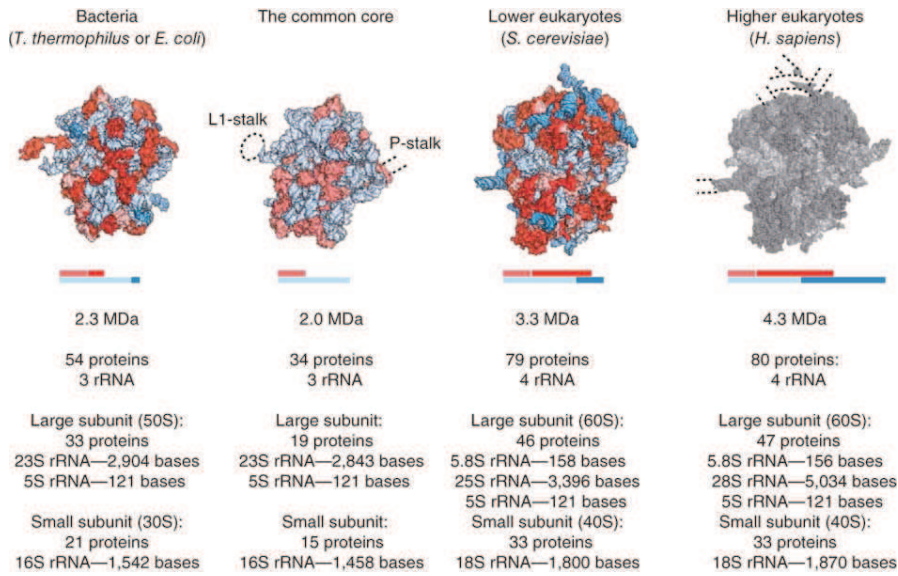 Bacteria
(T. thermophilus or E. coli)
The common core
Lower eukaryotes
(S. cerevisiae)
Higher eukaryotes
(H. sapiens)
L1-stalk
P-stalk
2.3 MDa
2.0 MDa
3.3 MDa
4.3 MDa
54 proteins
3 rRNA
34 proteins
3 rRNA
79 proteins
4 rRNA
80 proteins:
4 rRNA
Large subunit (50S):
33 proteins
23S rRNA—2,904 bases
5S rRNA—121 bases
Large subunit:
19 proteins
23S rRNA—2,843 bases
5S rRNA—121 bases
Large subunit (60S):
46 proteins
5.8S rRNA—158 bases
25S rRNA—3,396 bases
5S rRNA—121 bases
Large subunit (60S):
47 proteins
5.8S rRNA—156 bases
28S rRNA—5,034 bases
5S rRNA—121 bases
Small subunit (30S):
21 proteins
16S rRNA—1,542 bases
Small subunit:
15 proteins
16S rRNA—1,458 bases
Small subunit (40S):
33 proteins
18S rRNA—1,800 bases
Small subunit (40S):
33 proteins
18S rRNA—1,870 bases